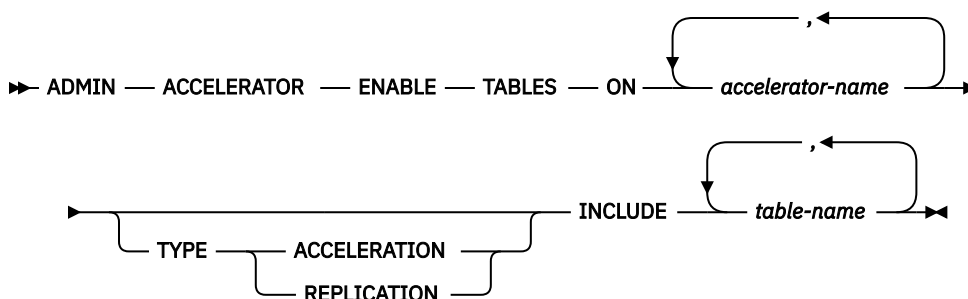 ,
ADMIN ACCELERATOR ENABLE TABLES ON accelerator-name
,
INCLUDE table-name
TYPE ACCELERATION
REPLICATION